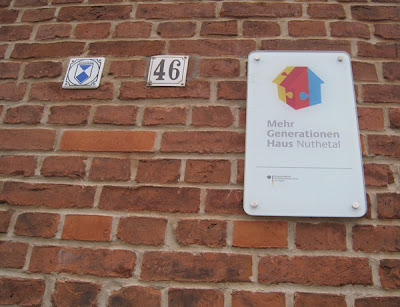 46
Mehr
Generationen
Haus Nuthetal